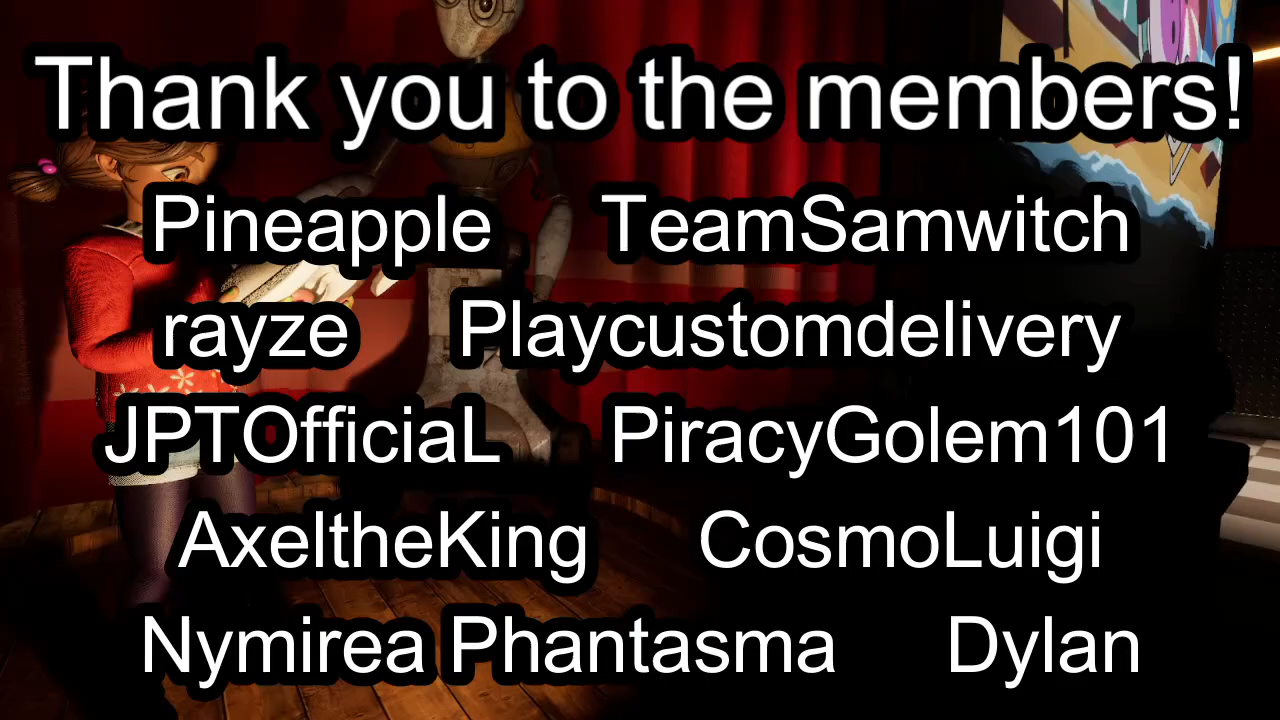 Thank you to the members!
Pineapple TeamSamwitch
rayze Playcustomdelivery
JPTOfficiaL PiracyGolem101
AxeltheKing CosmoLuigi
Nymirea Phantasma Dylan